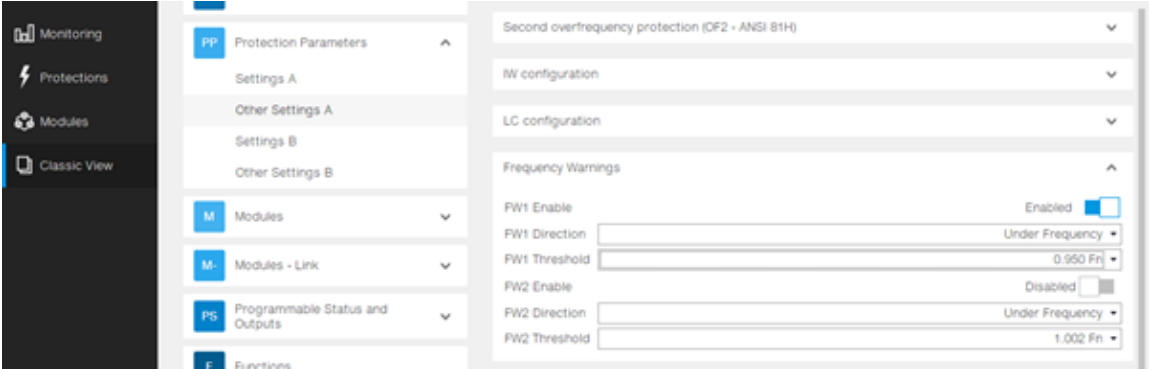 Monitoring
Protections
Modules
Classic View
PP Protection Parameters
Settings A
Other Settings A
Settings B
Other Settings B
M Modules
M- Modules - Link
PS Programmable Status and
Outputs
F Functions
Second overfrequency protection (OF2 - ANSI 81H)
IW configuration
LC configuration
Frequency Warnings
FW1 Enable Enabled
FW1 Direction Under Frequency
FW1 Threshold 0.950 Fn
FW2 Enable Disabled
FW2 Direction Under Frequency
FW2 Threshold 1.002 Fn